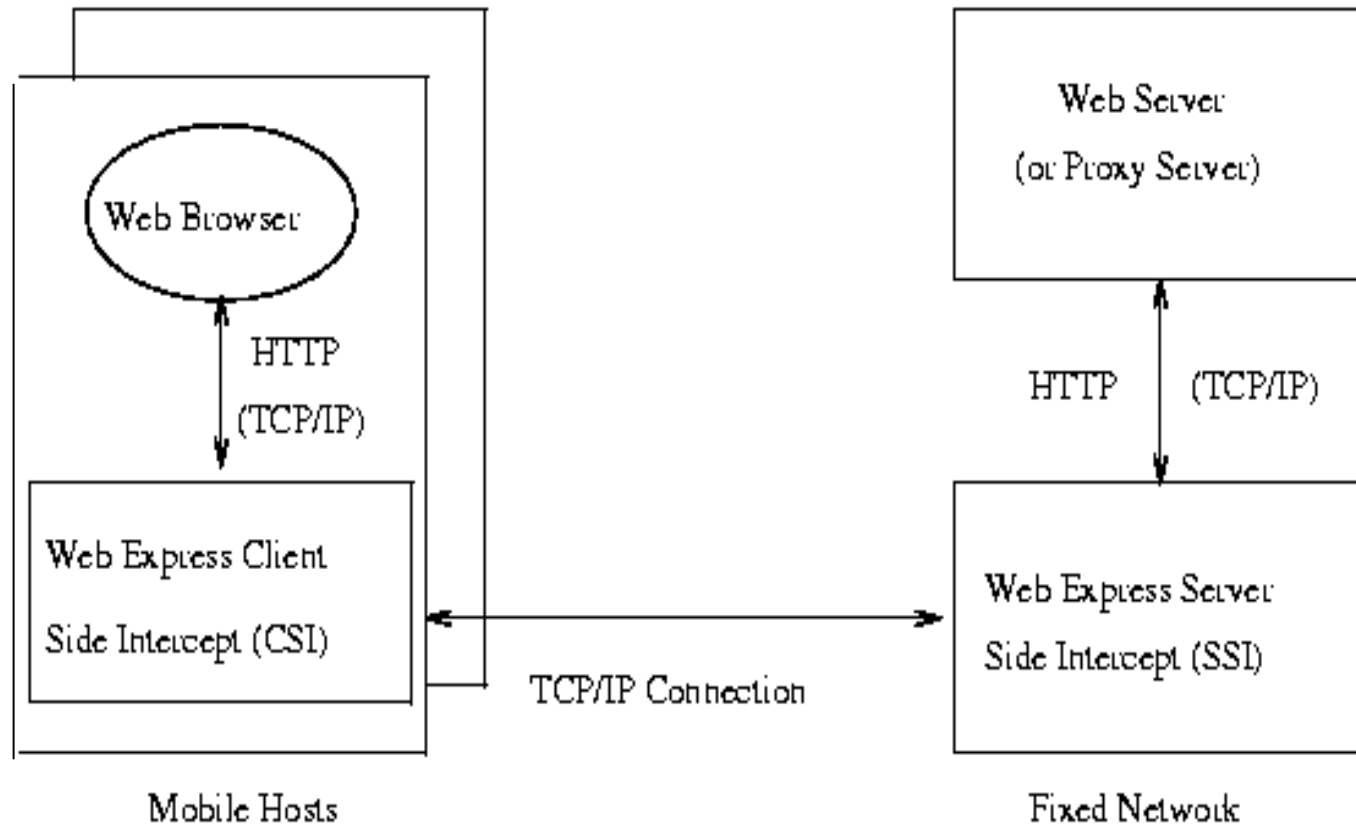 Web Browser
HTTP
(TCP/IP)
Web Express Client
Side Intercept (CSI)
Mobile Hosts
TCP/IP Connection
Web Server
(or Proxy Server)
HTTP (TCP/IP)
Web Express Server
Side Intercept (SSI)
Fixed Network